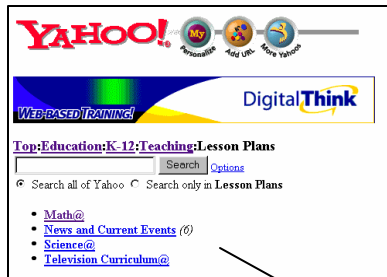 YAHOO!
My
Personalize
Add URL
More Yahoos
WEB-BASED TRAINING!
DigitalThink
Top:Education:K-12:Teaching:Lesson Plans
Search Options
Search all of Yahoo Search only in Lesson Plans
Math@
News and Current Events (6)
Science@
Television Curriculum@